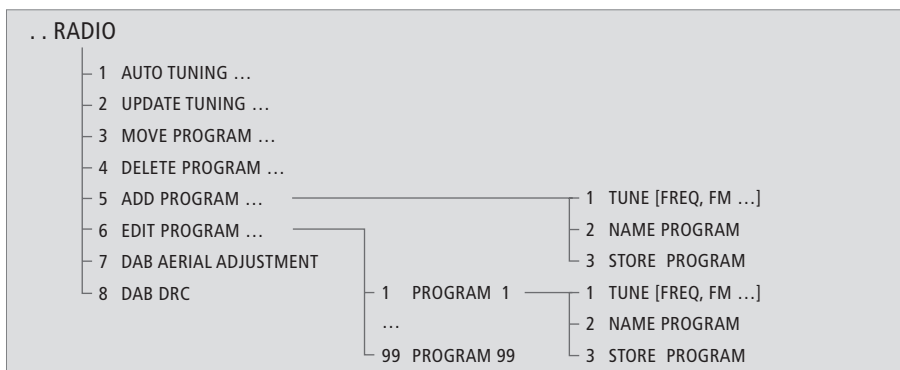 . . RADIO
1 AUTO TUNING …
2 UPDATE TUNING …
3 MOVE PROGRAM …
4 DELETE PROGRAM …
5 ADD PROGRAM …
6 EDIT PROGRAM …
7 DAB AERIAL ADJUSTMENT
8 DAB DRC
1 TUNE [FREQ, FM …]
2 NAME PROGRAM
3 STORE PROGRAM
1 PROGRAM 1
…
99 PROGRAM 99
1 TUNE [FREQ, FM …]
2 NAME PROGRAM
3 STORE PROGRAM